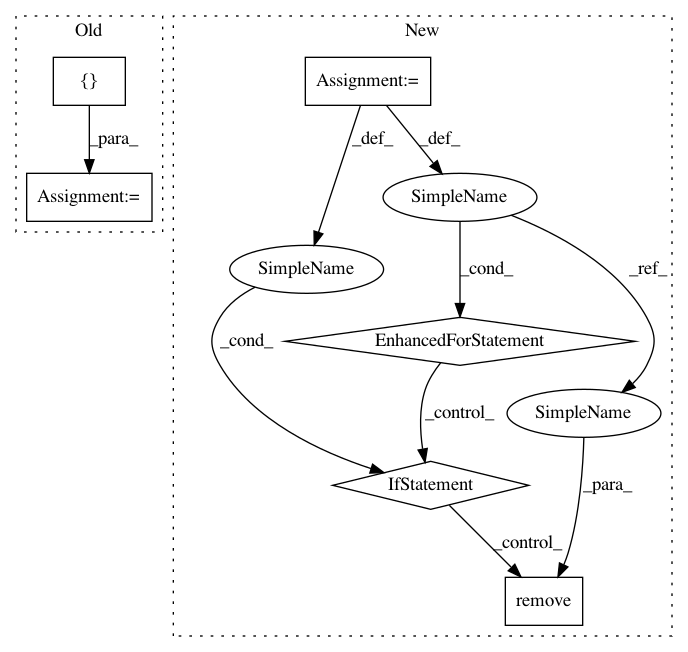 Old
New
{}
Assignment:=
_para_
_def_
_def_
Assignment:=
SimpleName
SimpleName
_cond_
_ref_
_cond_
EnhancedForStatement
_control_
SimpleName
IfStatement
_para_
_control_
remove